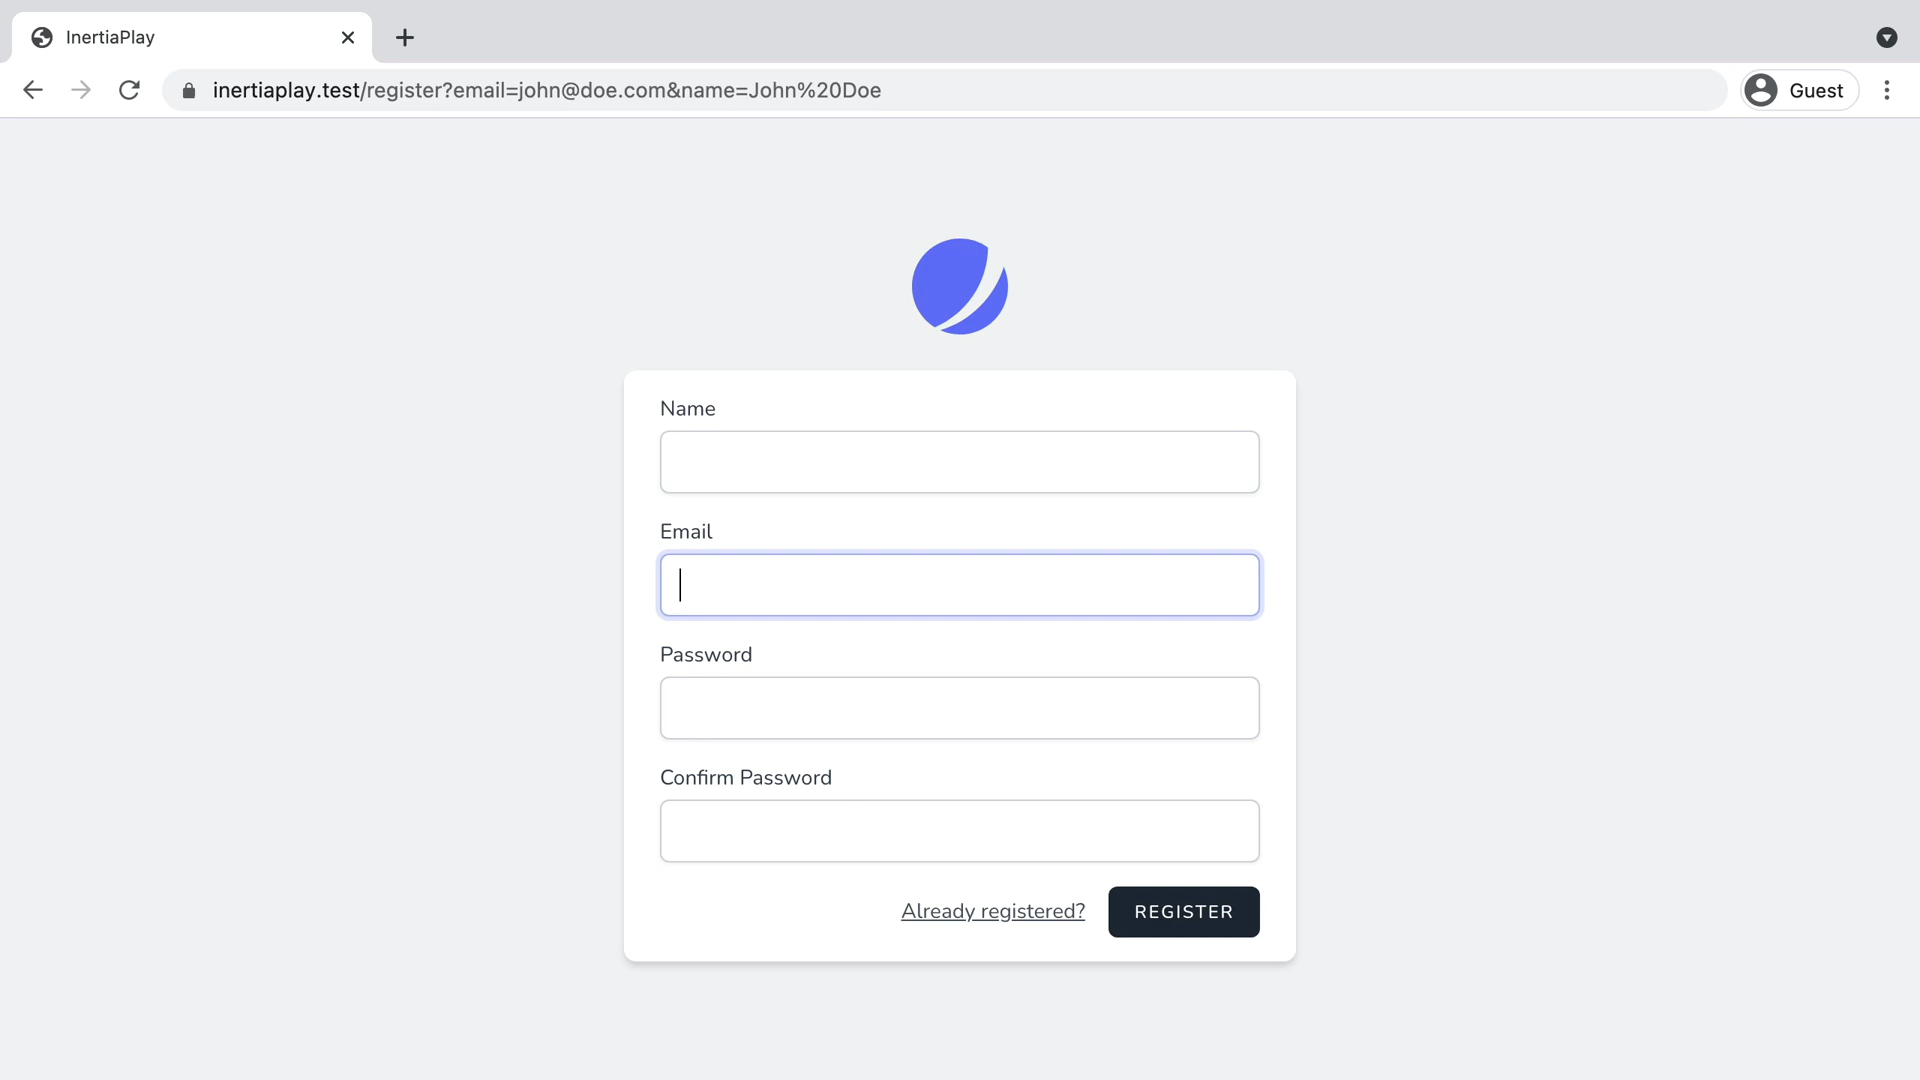 InertiaPlay
inertiaplay.test/register?email=john@doe.com&name=John%20Doe
Guest
Name
Email
Password
Confirm Password
Already registered?
REGISTER